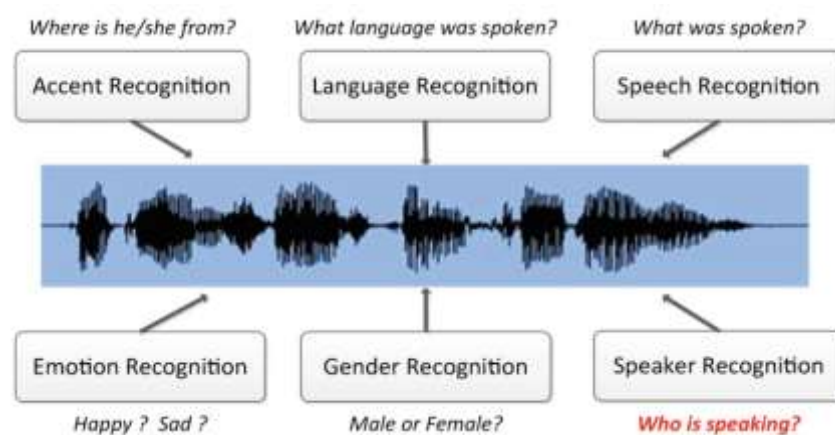 Where is he/she from?
What language was spoken?
What was spoken?
Accent Recognition
Language Recognition
Speech Recognition
Emotion Recognition
Gender Recognition
Speaker Recognition
Happy ? Sad ?
Male or Female?
Who is speaking?